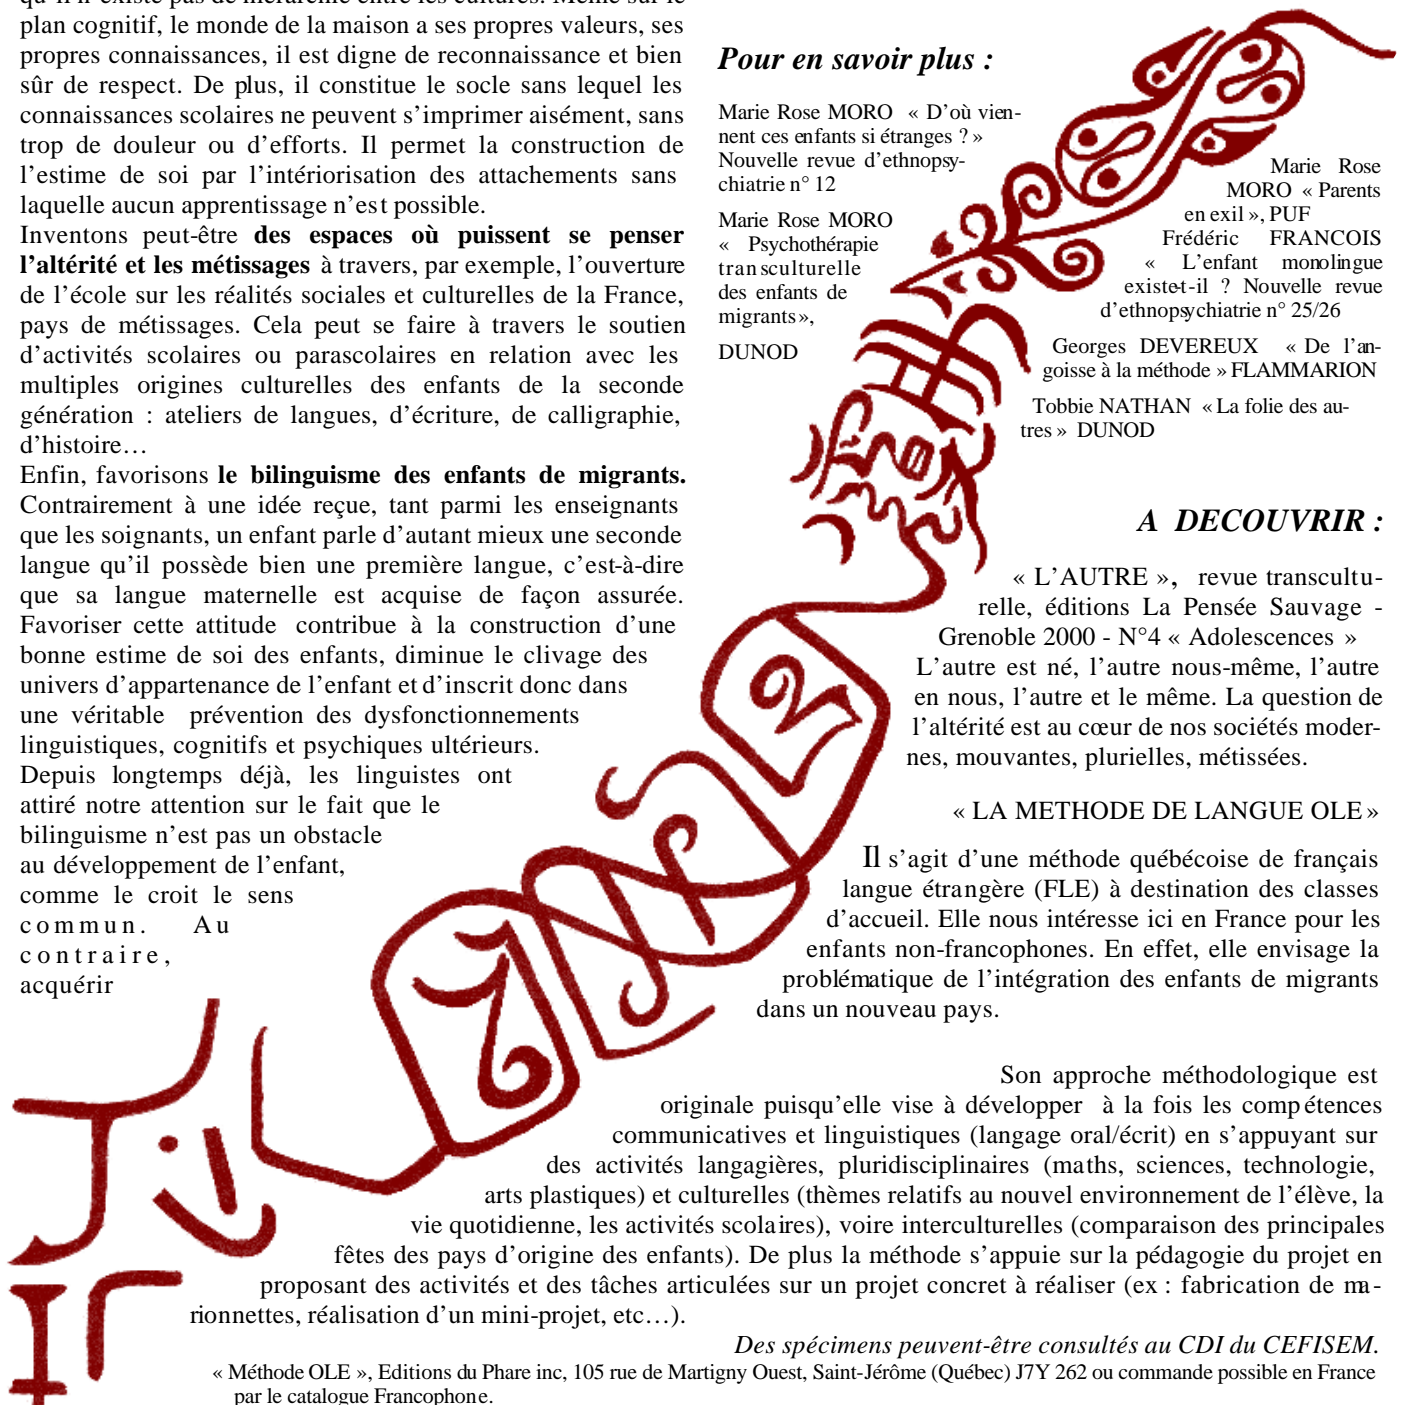 qu'il n'existe pas de hiérarchie entre les cultures. Même sur le
plan cognitif, le monde de la maison a ses propres valeurs, ses
propres connaissances, il est digne de reconnaissance et bien
sûr de respect. De plus, il constitue le socle sans lequel les
connaissances scolaires ne peuvent s'imprimer aisément, sans
trop de douleur ou d'efforts. Il permet la construction de
l'estime de soi par l'intériorisation des attachements sans
laquelle aucun apprentissage n'est possible.
Inventons peut-être des espaces où puissent se penser
l'altérité et les métissages à travers, par exemple, l'ouverture
de l'école sur les réalités sociales et culturelles de la France,
pays de métissages. Cela peut se faire à travers le soutien
d'activités scolaires ou parascolaires en relation avec les
multiples origines culturelles des enfants de la seconde
génération : ateliers de langues, d'écriture, de calligraphie,
d'histoire…
Enfin, favorisons le bilinguisme des enfants de migrants.
Contrairement à une idée reçue, tant parmi les enseignants
que les soignants, un enfant parle d'autant mieux une seconde
langue qu'il possède bien une première langue, c'est-à-dire
que sa langue maternelle est acquise de façon assurée.
Favoriser cette attitude contribue à la construction d'une
bonne estime de soi des enfants, diminue le clivage des
univers d'appartenance de l'enfant et d'inscrit donc dans
une véritable prévention des dysfonctionnements
linguistiques, cognitifs et psychiques ultérieurs.
Depuis longtemps déjà, les linguistes ont
attiré notre attention sur le fait que le
bilinguisme n'est pas un obstacle
au développement de l'enfant,
comme le croit le sens
commun. Au
contraire,
acquérir
Pour en savoir plus :
Marie Rose MORO « D'où vien-
nent ces enfants si étranges ? »
Nouvelle revue d'ethnopsy-
chiatrie n° 12
Marie Rose MORO
« Psychothérapie
transculturelle
des enfants de
migrants»,
DUNOD
Marie Rose
MORO « Parents
en exil », PUF
Frédéric FRANCOIS
« L'enfant monolingue
existe-t-il ? Nouvelle revue
d'ethnopsychiatrie n° 25/26
Georges DEVEREUX « De l'an-
goisse à la méthode » FLAMMARION
Tobbie NATHAN « La folie des au-
tres » DUNOD
A DECOUVRIR :
« L'AUTRE », revue transcultu-
relle, éditions La Pensée Sauvage -
Grenoble 2000 - N°4 « Adolescences »
L'autre est né, l'autre nous-même, l'autre
en nous, l'autre et le même. La question de
l'altérité est au cœur de nos sociétés moder-
nes, mouvantes, plurielles, métissées.
« LA METHODE DE LANGUE OLE »
Il s'agit d'une méthode québécoise de français
langue étrangère (FLE) à destination des classes
d'accueil. Elle nous intéresse ici en France pour les
enfants non-francophones. En effet, elle envisage la
problématique de l'intégration des enfants de migrants
dans un nouveau pays.
Son approche méthodologique est
originale puisqu'elle vise à développer à la fois les compétences
communicatives et linguistiques (langage oral/écrit) en s'appuyant sur
des activités langagières, pluridisciplinaires (maths, sciences, technologie,
arts plastiques) et culturelles (thèmes relatifs au nouvel environnement de l'élève, la
vie quotidienne, les activités scolaires), voire interculturelles (comparaison des principales
fêtes des pays d'origine des enfants). De plus la méthode s'appuie sur la pédagogie du projet en
proposant des activités et des tâches articulées sur un projet concret à réaliser (ex : fabrication de ma-
rionnettes, réalisation d'un mini-projet, etc…).
Des spécimens peuvent-être consultés au CDI du CEFISEM.
« Méthode OLE », Editions du Phare inc, 105 rue de Martigny Ouest, Saint-Jérôme (Québec) J7Y 262 ou commande possible en France
par le catalogue Francophone.